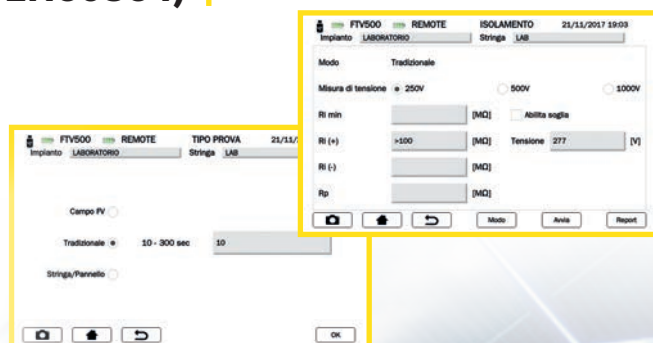 FTV500 REMOTE ISOLAMENTO 21/11/2017 19:03
Impianto LABORATORIO Stringa LAB
Modo Tradizionale
Misura di tensione 250V 500V 1000V
Ri min [MΩ] Abilita soglia
Ri (+) >100 [MΩ] Tensione 277 [V]
Ri (-) [MΩ]
Rp [MΩ]
Modo Avvia Report
FTV500 REMOTE TIPO PROVA 21/11/
Impianto LABORATORIO Stringa LAB
Campo FV
Tradizionale 10 - 300 sec 10
Stringa/Pannello
OK